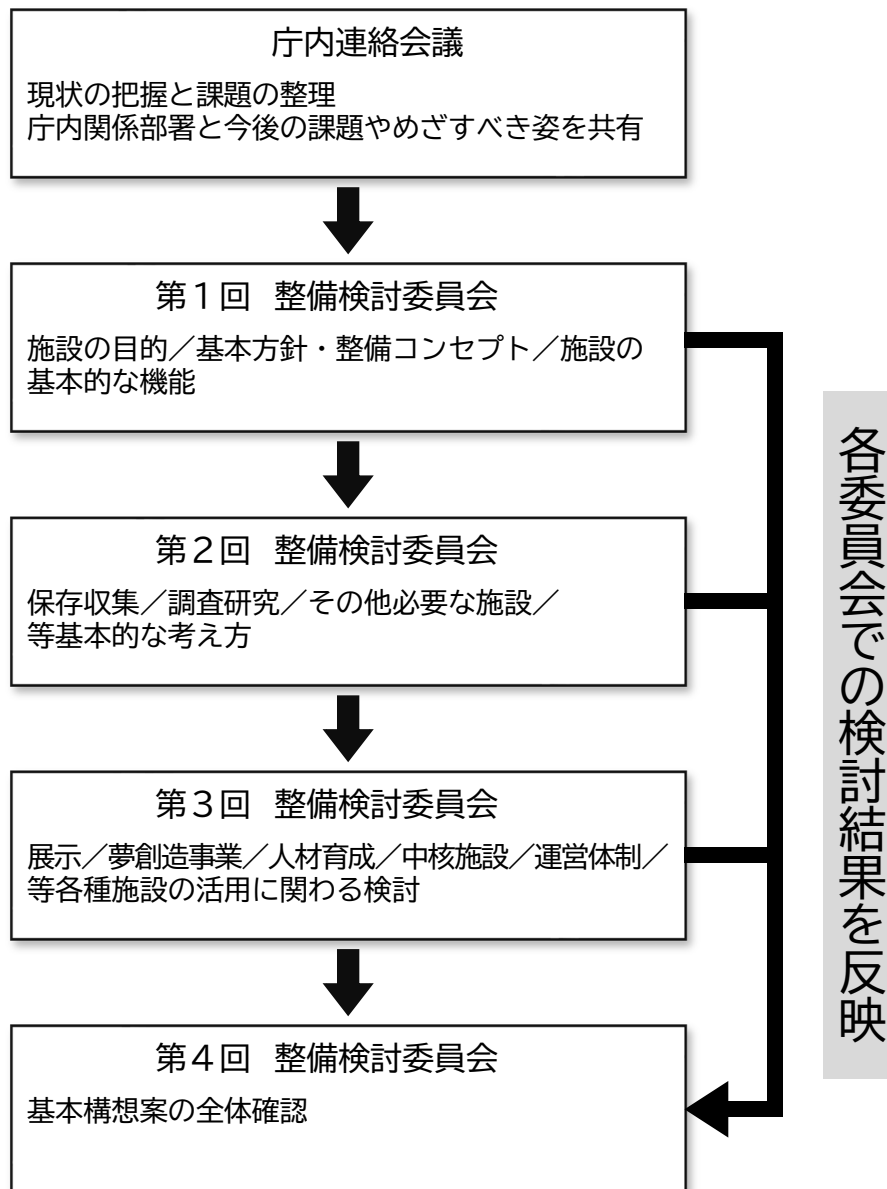 庁内連絡会議
現状の把握と課題の整理
庁内関係部署と今後の課題やめざすべき姿を共有
第１回 整備検討委員会
施設の目的／基本方針・整備コンセプト／施設の
基本的な機能
第２回 整備検討委員会
保存収集／調査研究／その他必要な施設／
等基本的な考え方
第３回 整備検討委員会
展示／夢創造事業／人材育成／中核施設／運営体制／
等各種施設の活用に関わる検討
第４回 整備検討委員会
基本構想案の全体確認
各委員会での検討結果を反映